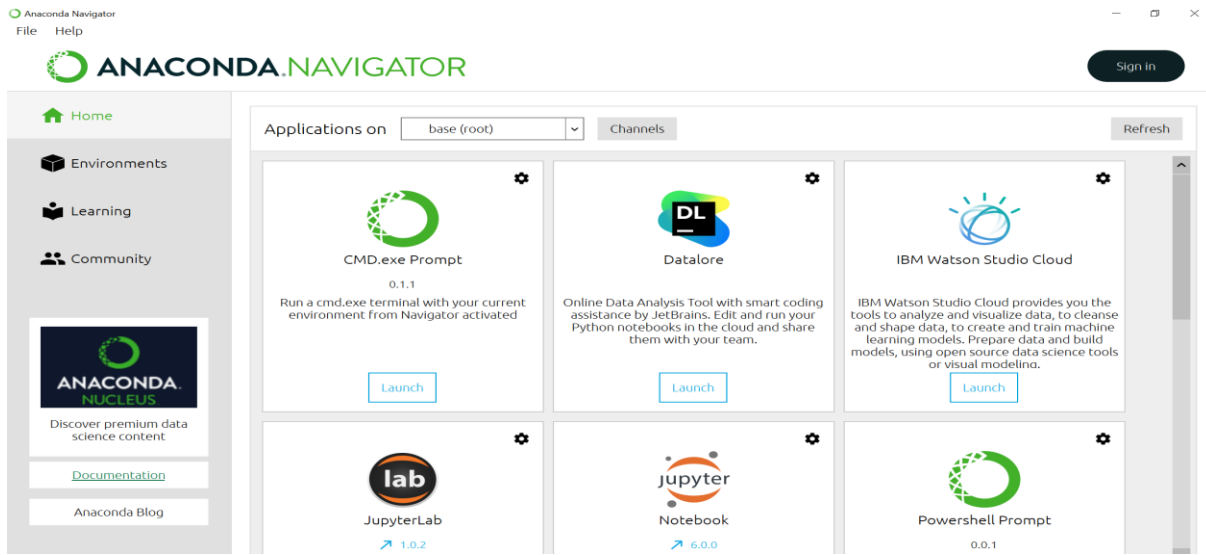 Anaconda Navigator
File Help
ANACONDA.NAVIGATOR
Sign in
Home
Environments
Learning
Community
ANACONDA.
NUCLEUS
Discover premium data
science content
Documentation
Anaconda Blog
Applications on base (root) Channels Refresh
CMD.exe Prompt
0.1.1
Run a cmd.exe terminal with your current
environment from Navigator activated
Launch
DL
Datalore
Online Data Analysis Tool with smart coding
assistance by JetBrains. Edit and run your
Python notebooks in the cloud and share
them with your team.
Launch
IBM Watson Studio Cloud
IBM Watson Studio Cloud provides you the
tools to analyze and visualize data, to cleanse
and shape data, to create and train machine
learning models. Prepare data and build
models, using open source data science tools
or visual modeling.
Launch
lab
JupyterLab
1.0.2
jupyter
Notebook
6.0.0
Powershell Prompt
0.0.1